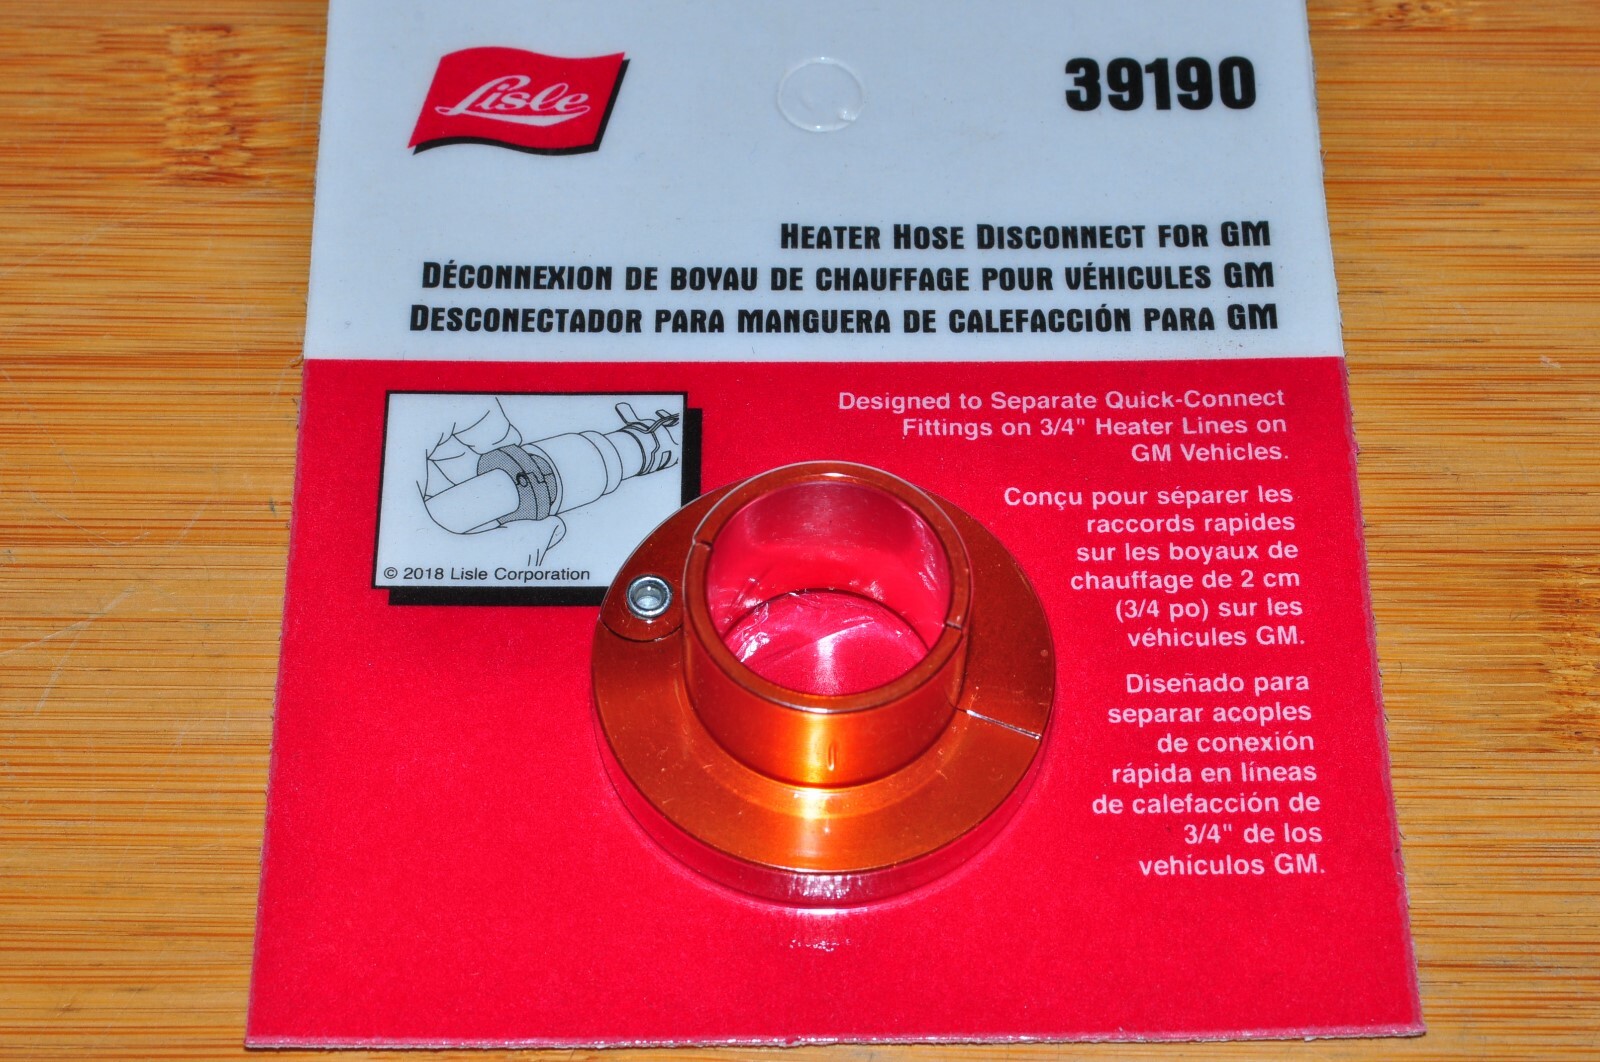 Lisle
39190
HEATER HOSE DISCONNECT FOR GM
DÉCONNEXION DE BOYAU DE CHAUFFAGE POUR VÉHICULES GM
DESCONECTADOR PARA MANGUERA DE CALEFACCIÓN PARA GM
Designed to Separate Quick-Connect
Fittings on 3/4" Heater Lines on
GM Vehicles.
© 2018 Lisle Corporation
Conçu pour séparer les
raccords rapides
sur les boyaux de
chauffage de 2 cm
(3/4 po) sur les
véhicules GM.
Diseñado para
separar acoples
de conexión
rápida en líneas
de calefacción de
3/4" de los
vehículos GM.